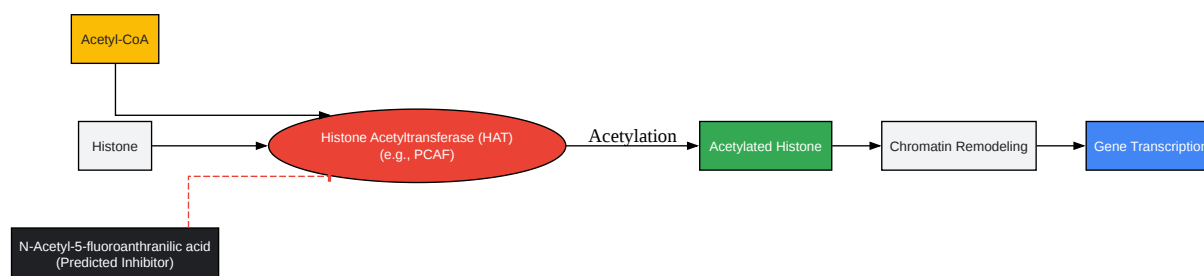 Acetyl-CoA
Histone
Histone Acetyltransferase (HAT)
(e.g., PCAF)
Acetylation
Acetylated Histone
Chromatin Remodeling
Gene Transcription
N-Acetyl-5-fluoroanthranilic acid
(Predicted Inhibitor)